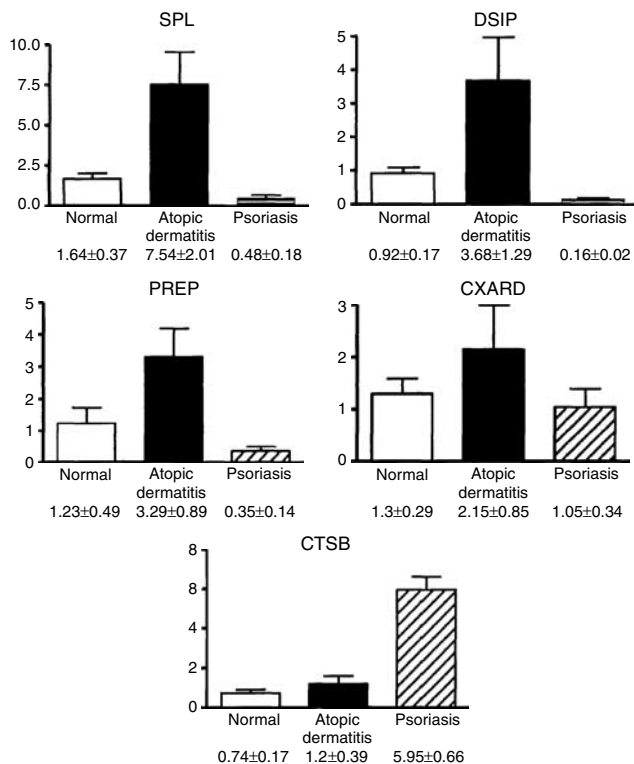 SPL
10.0
7.5
5.0
2.5
0.0
Normal Atopic dermatitis Psoriasis
1.64±0.37 7.54±2.01 0.48±0.18
DSIP
5
4
3
2
1
0
Normal Atopic dermatitis Psoriasis
0.92±0.17 3.68±1.29 0.16±0.02
PREP
5
4
3
2
1
0
Normal Atopic dermatitis Psoriasis
1.23±0.49 3.29±0.89 0.35±0.14
CXARD
3
2
1
0
Normal Atopic dermatitis Psoriasis
1.3±0.29 2.15±0.85 1.05±0.34
CTSB
8
6
4
2
0
Normal Atopic dermatitis Psoriasis
0.74±0.17 1.2±0.39 5.95±0.66